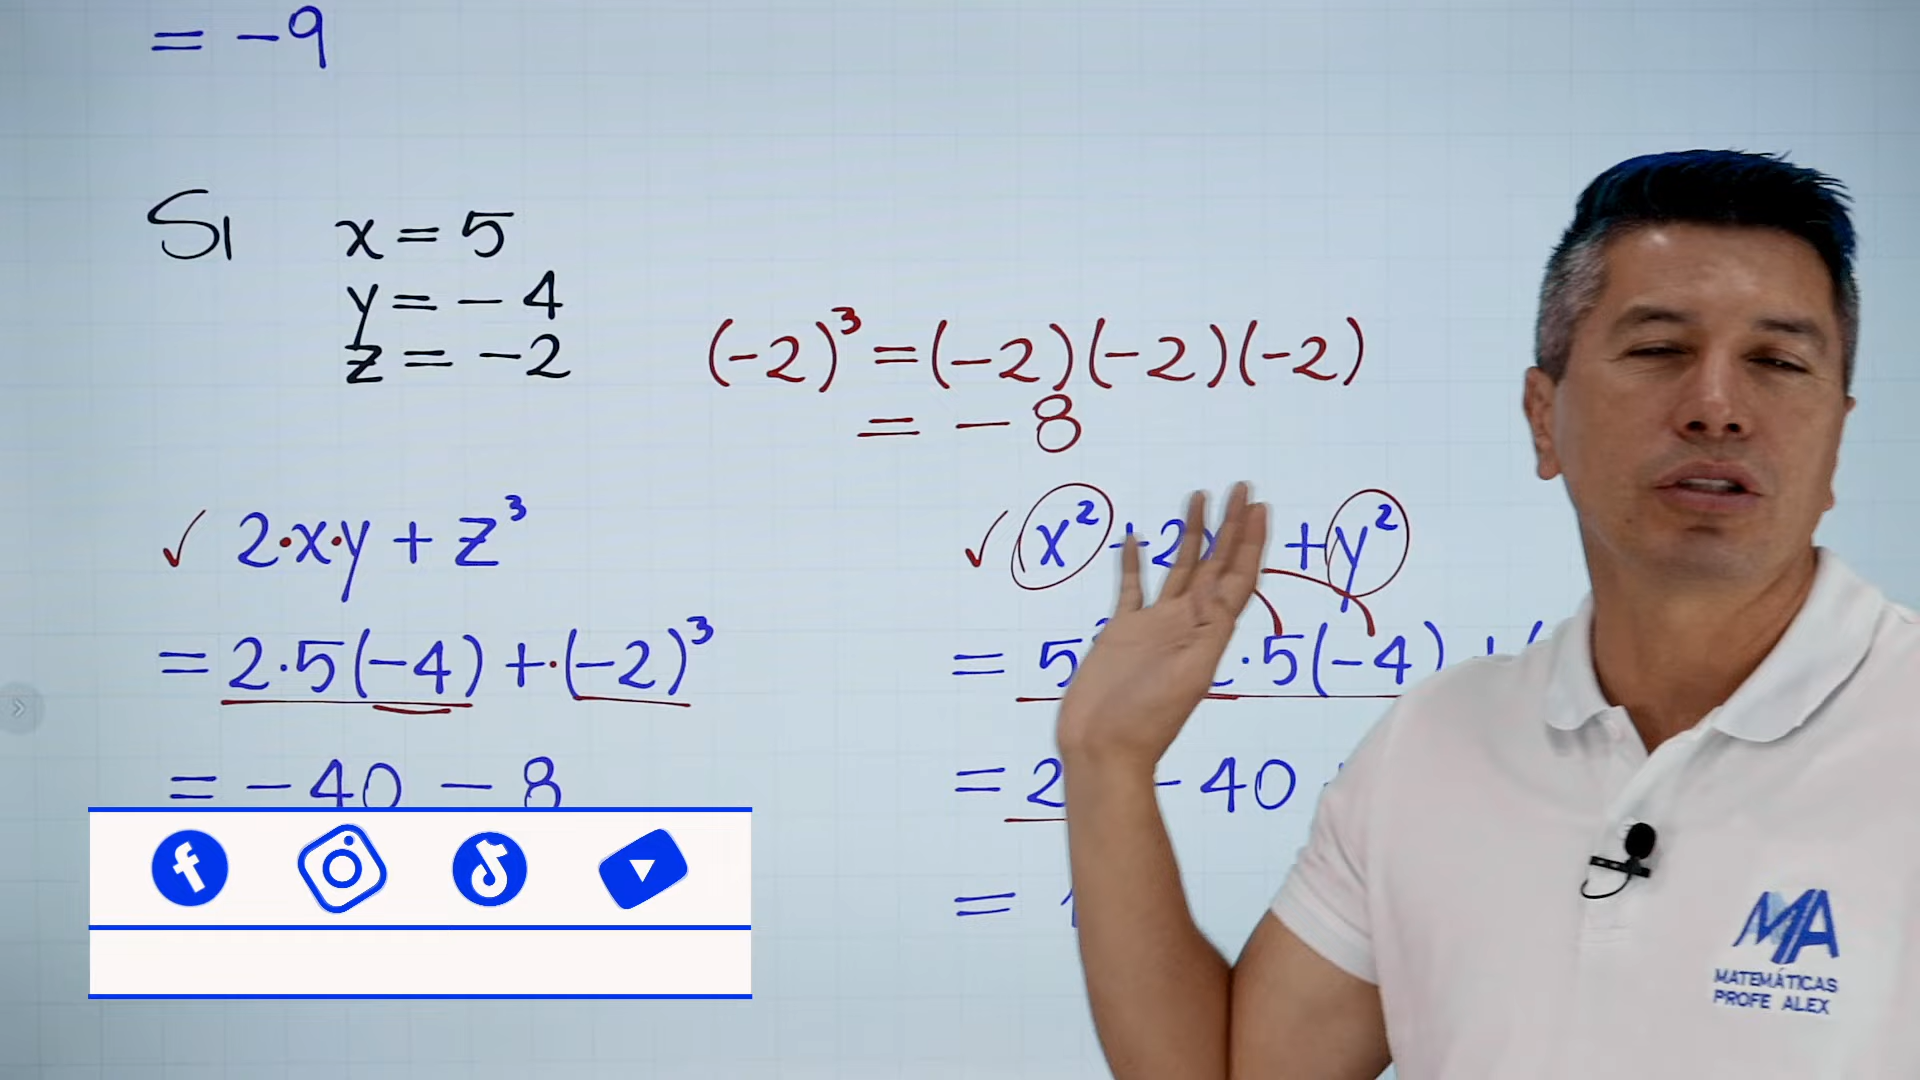 = -9
Si x = 5
y = -4
z = -2
(-2)³ = (-2)(-2)(-2)
= -8
✓ 2·x·y + z³
= 2·5(-4) +·(-2)³
= -40 - 8
✓ x² + 2x + y²
= 5 ·5(-4) + (
= 2 - 40
=
MA
MATEMÁTICAS
PROFE ALEX